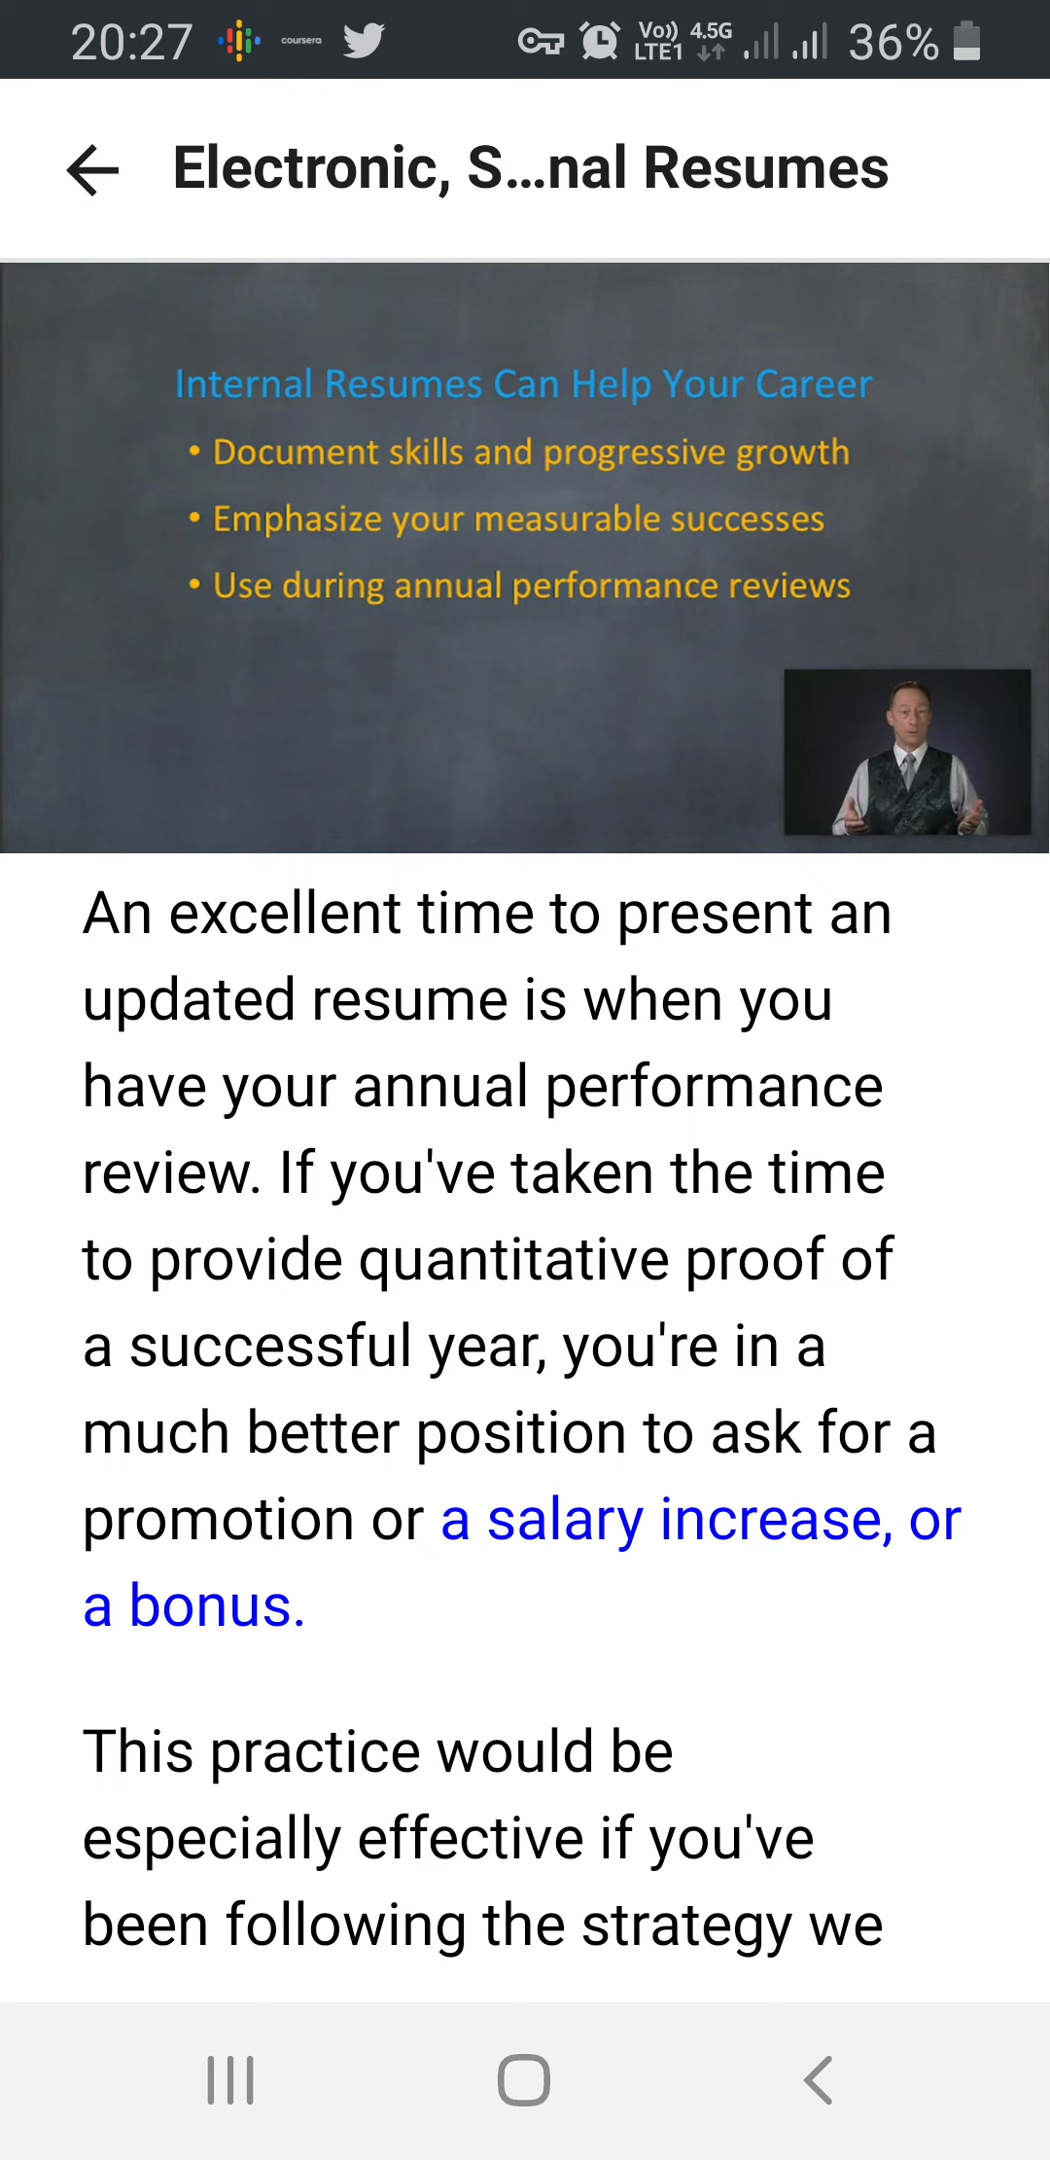 20:27 coursera Vo)) LTE1 4.5G 36%
Electronic, S...nal Resumes
Internal Resumes Can Help Your Career
• Document skills and progressive growth
• Emphasize your measurable successes
• Use during annual performance reviews
An excellent time to present an
updated resume is when you
have your annual performance
review. If you've taken the time
to provide quantitative proof of
a successful year, you're in a
much better position to ask for a
promotion or a salary increase, or
a bonus.
This practice would be
especially effective if you've
been following the strategy we